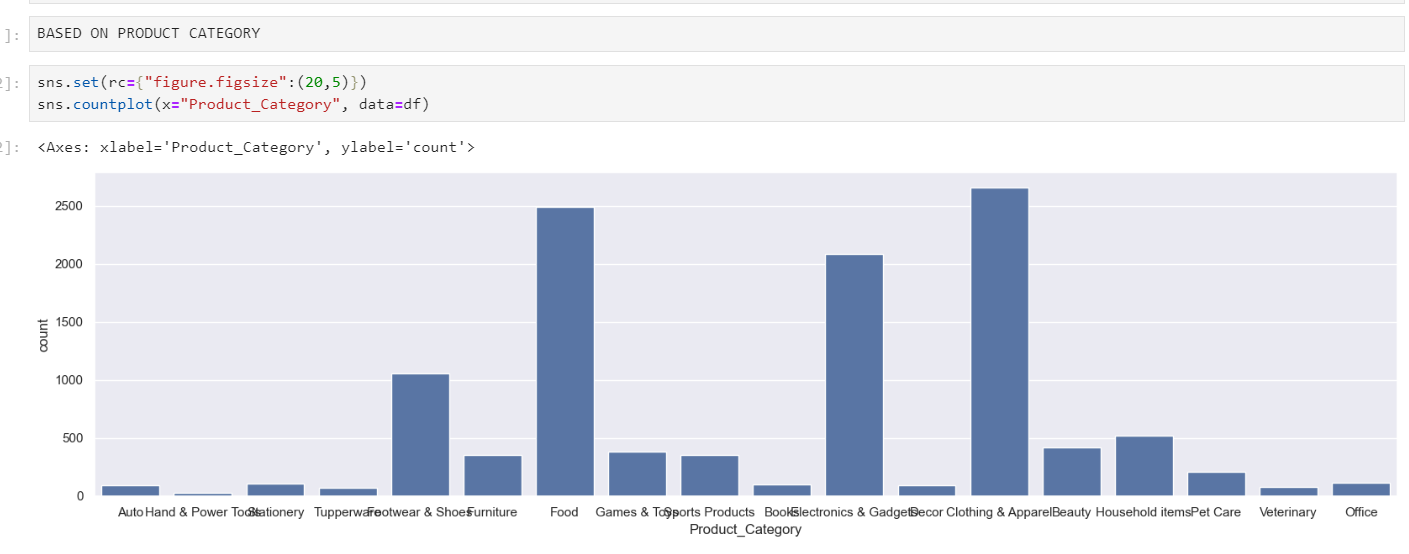 ]:
BASED ON PRODUCT CATEGORY
2]:
sns.set(rc={"figure.figsize":(20,5)})
sns.countplot(x="Product_Category", data=df)
2]:
<Axes: xlabel='Product_Category', ylabel='count'>
2500
2000
1500
1000
500
0
count
Auto Hand & Power Tools Stationery Tupperware Footwear & Shoes Furniture Food Games & Toys Sports Products Books Electronics & Gadgets Decor Clothing & Apparel Beauty Household items Pet Care Veterinary Office
Product_Category